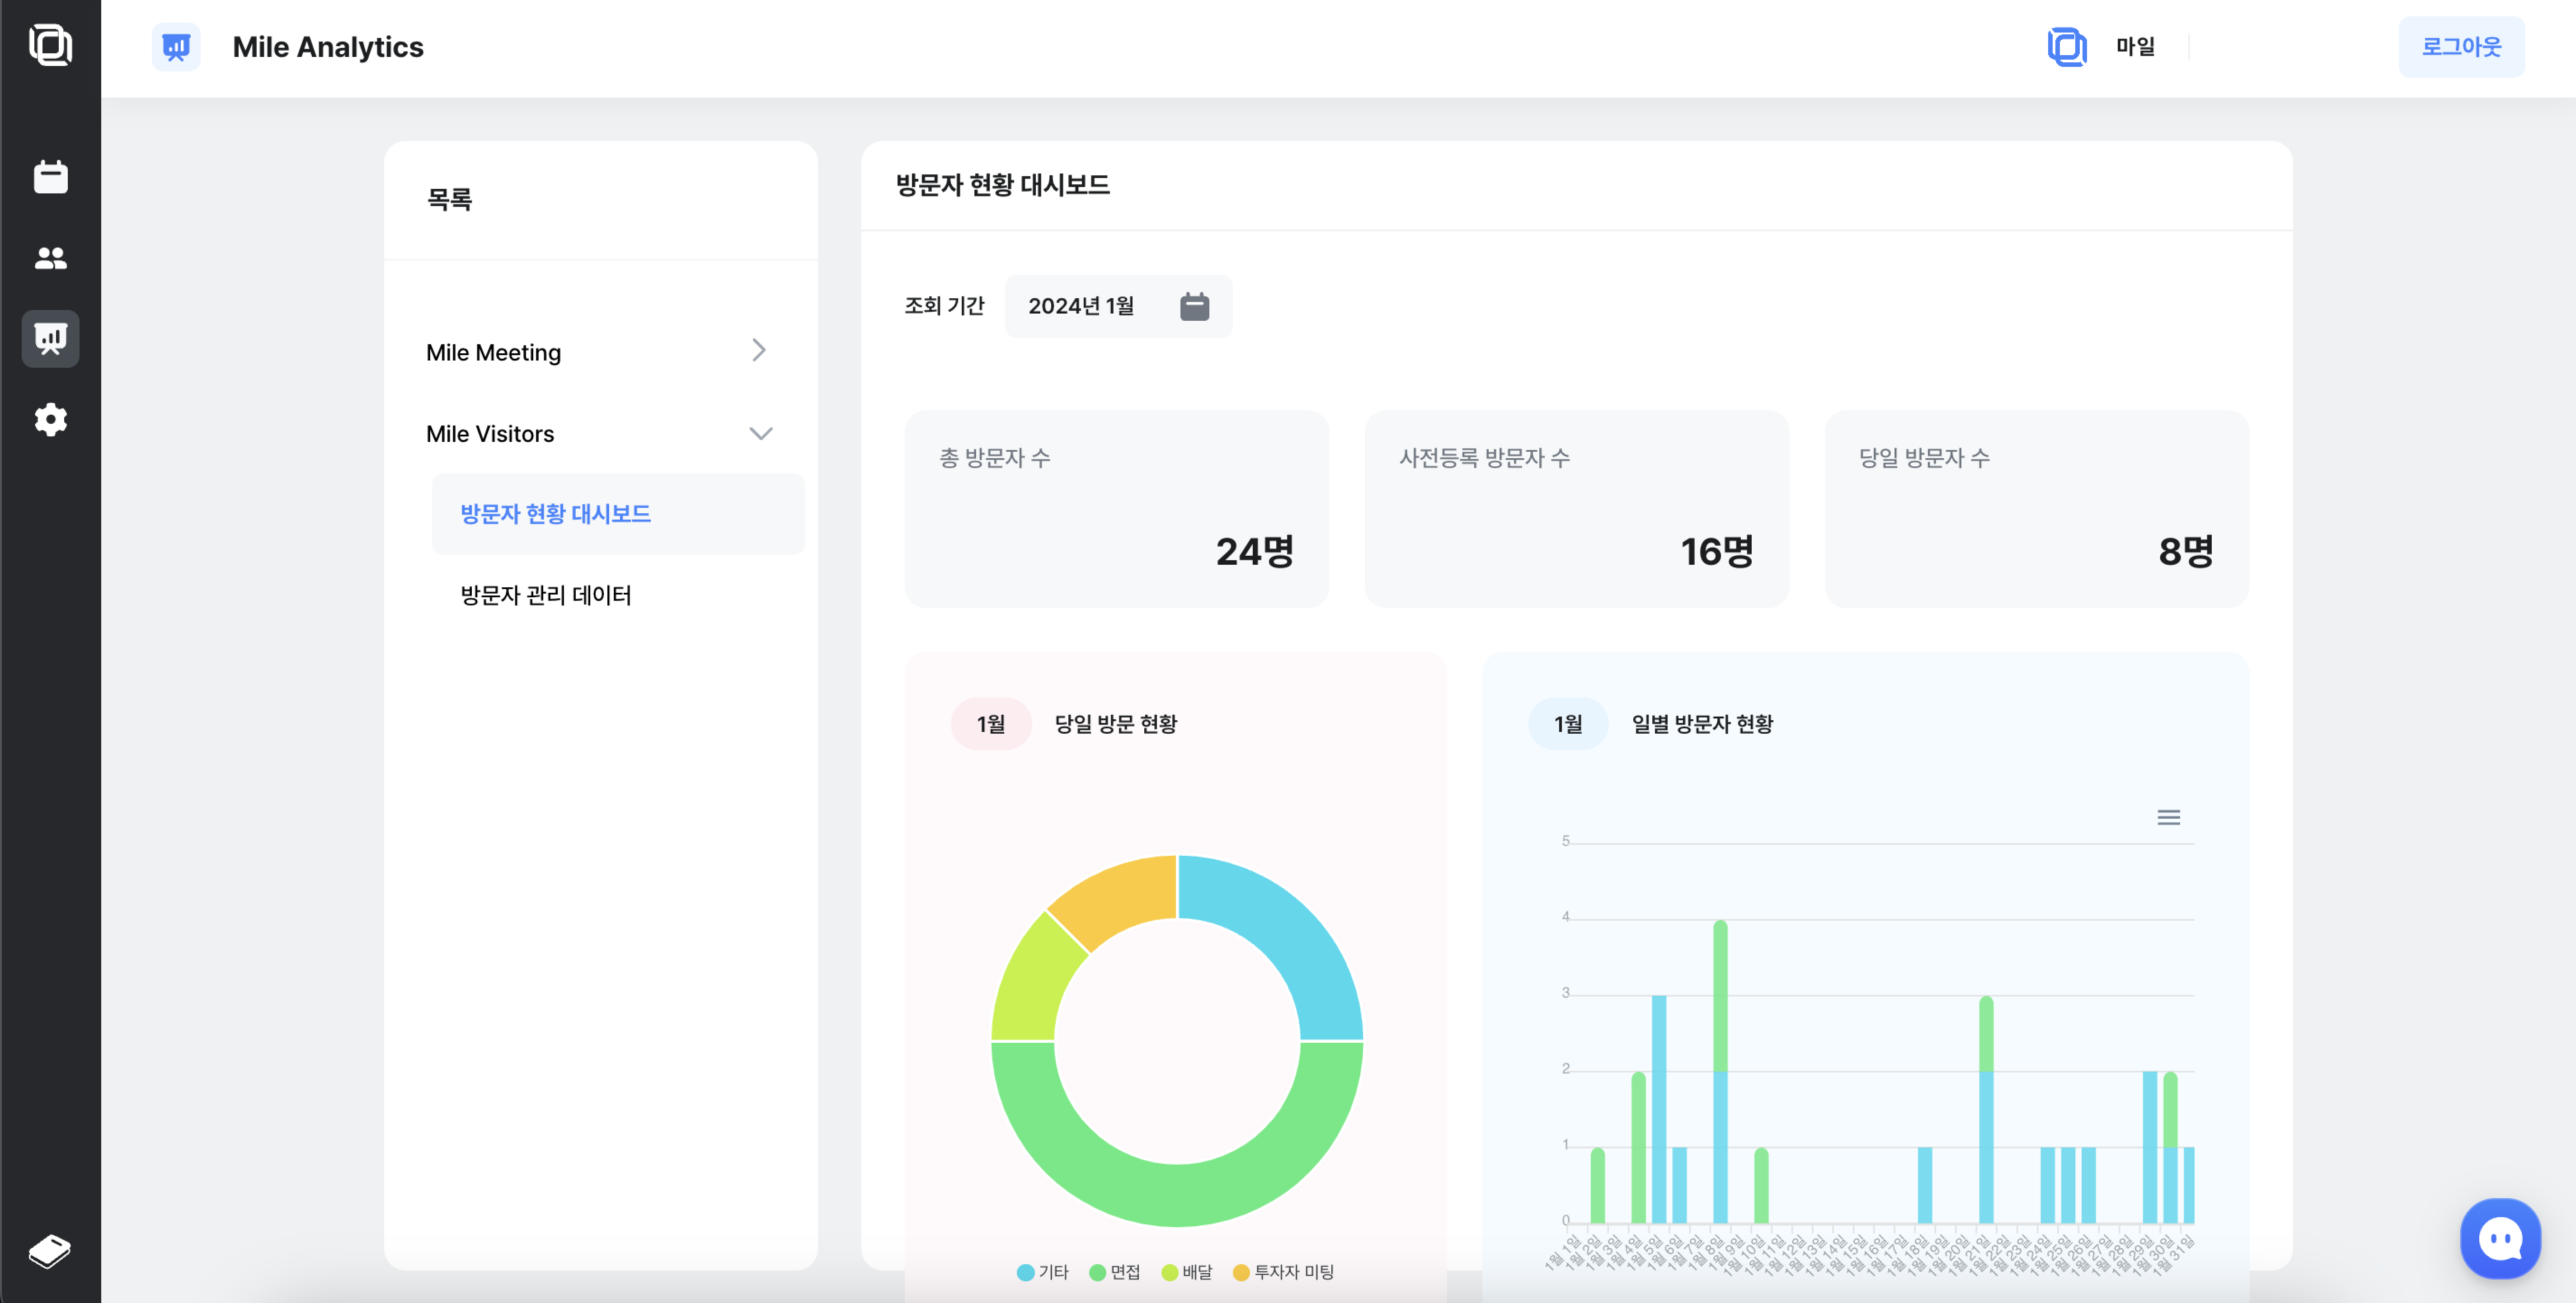 Mile Analytics
마일
로그아웃
목록
Mile Meeting
Mile Visitors
방문자 현황 대시보드
방문자 관리 데이터
방문자 현황 대시보드
조회 기간
2024년 1월
총 방문자 수
24명
사전등록 방문자 수
16명
당일 방문자 수
8명
1월
당일 방문 현황
기타
면접
배달
투자자 미팅
1월
일별 방문자 현황
5
4
3
2
1
0
1월 1일
1월 2일
1월 3일
1월 4일
1월 5일
1월 6일
1월 7일
1월 8일
1월 9일
1월 10일
1월 11일
1월 12일
1월 13일
1월 14일
1월 15일
1월 16일
1월 17일
1월 18일
1월 19일
1월 20일
1월 21일
1월 22일
1월 23일
1월 24일
1월 25일
1월 26일
1월 27일
1월 28일
1월 29일
1월 30일
1월 31일